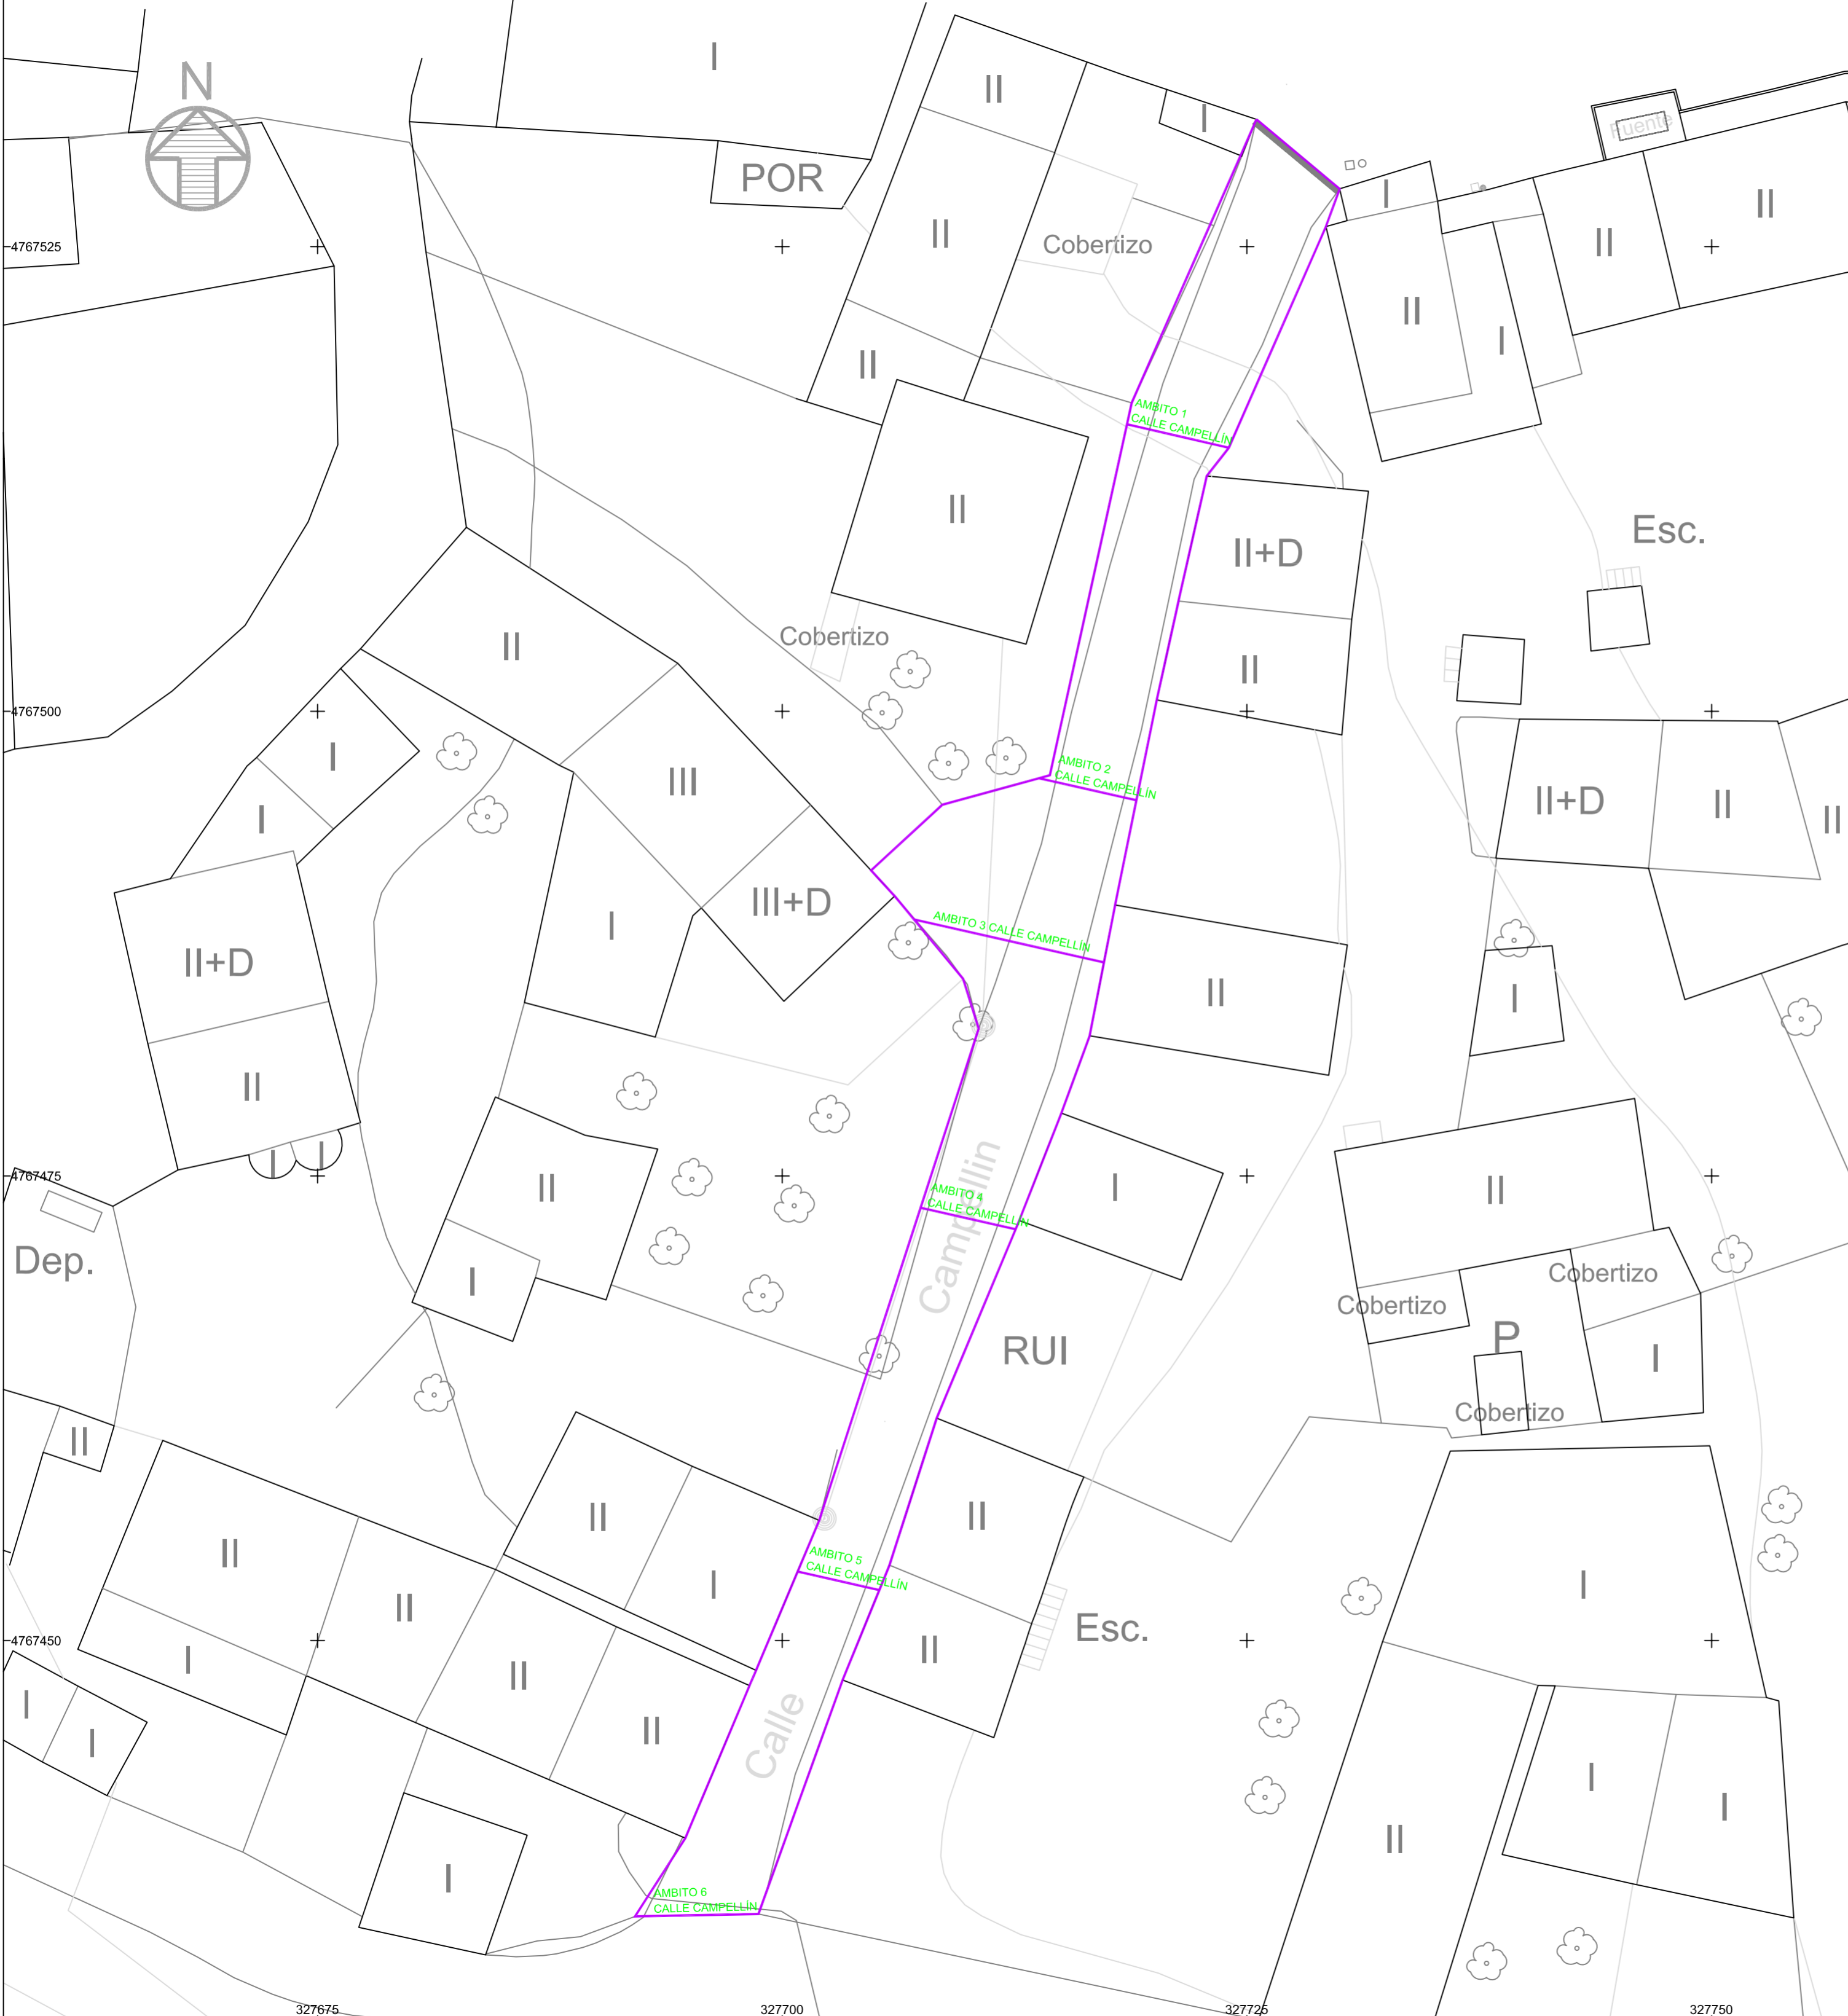 I
N
II
I
Fuente
POR
I
II
II
Cobertizo
II
4767525
II
I
II
AMBITO 1
CALLE CAMPELLÍN
II
Esc.
II+D
Cobertizo
II
II
4767500
I
AMBITO 2
CALLE CAMPELLÍN
III
II+D
II
II
I
III+D
AMBITO 3 CALLE CAMPELLÍN
I
II+D
II
I
II
I
I
4767475
II
I
II
AMBITO 4
CALLE CAMPELLÍN
Dep.
I
Cobertizo
Cobertizo
Calle Campellin
RUI
P
I
II
Cobertizo
II
II
II
AMBITO 5
CALLE CAMPELLÍN
I
I
II
4767450
Esc.
II
I
II
I
II
I
I
I
II
I
AMBITO 6
CALLE CAMPELLÍN
327675
327700
327725
327750